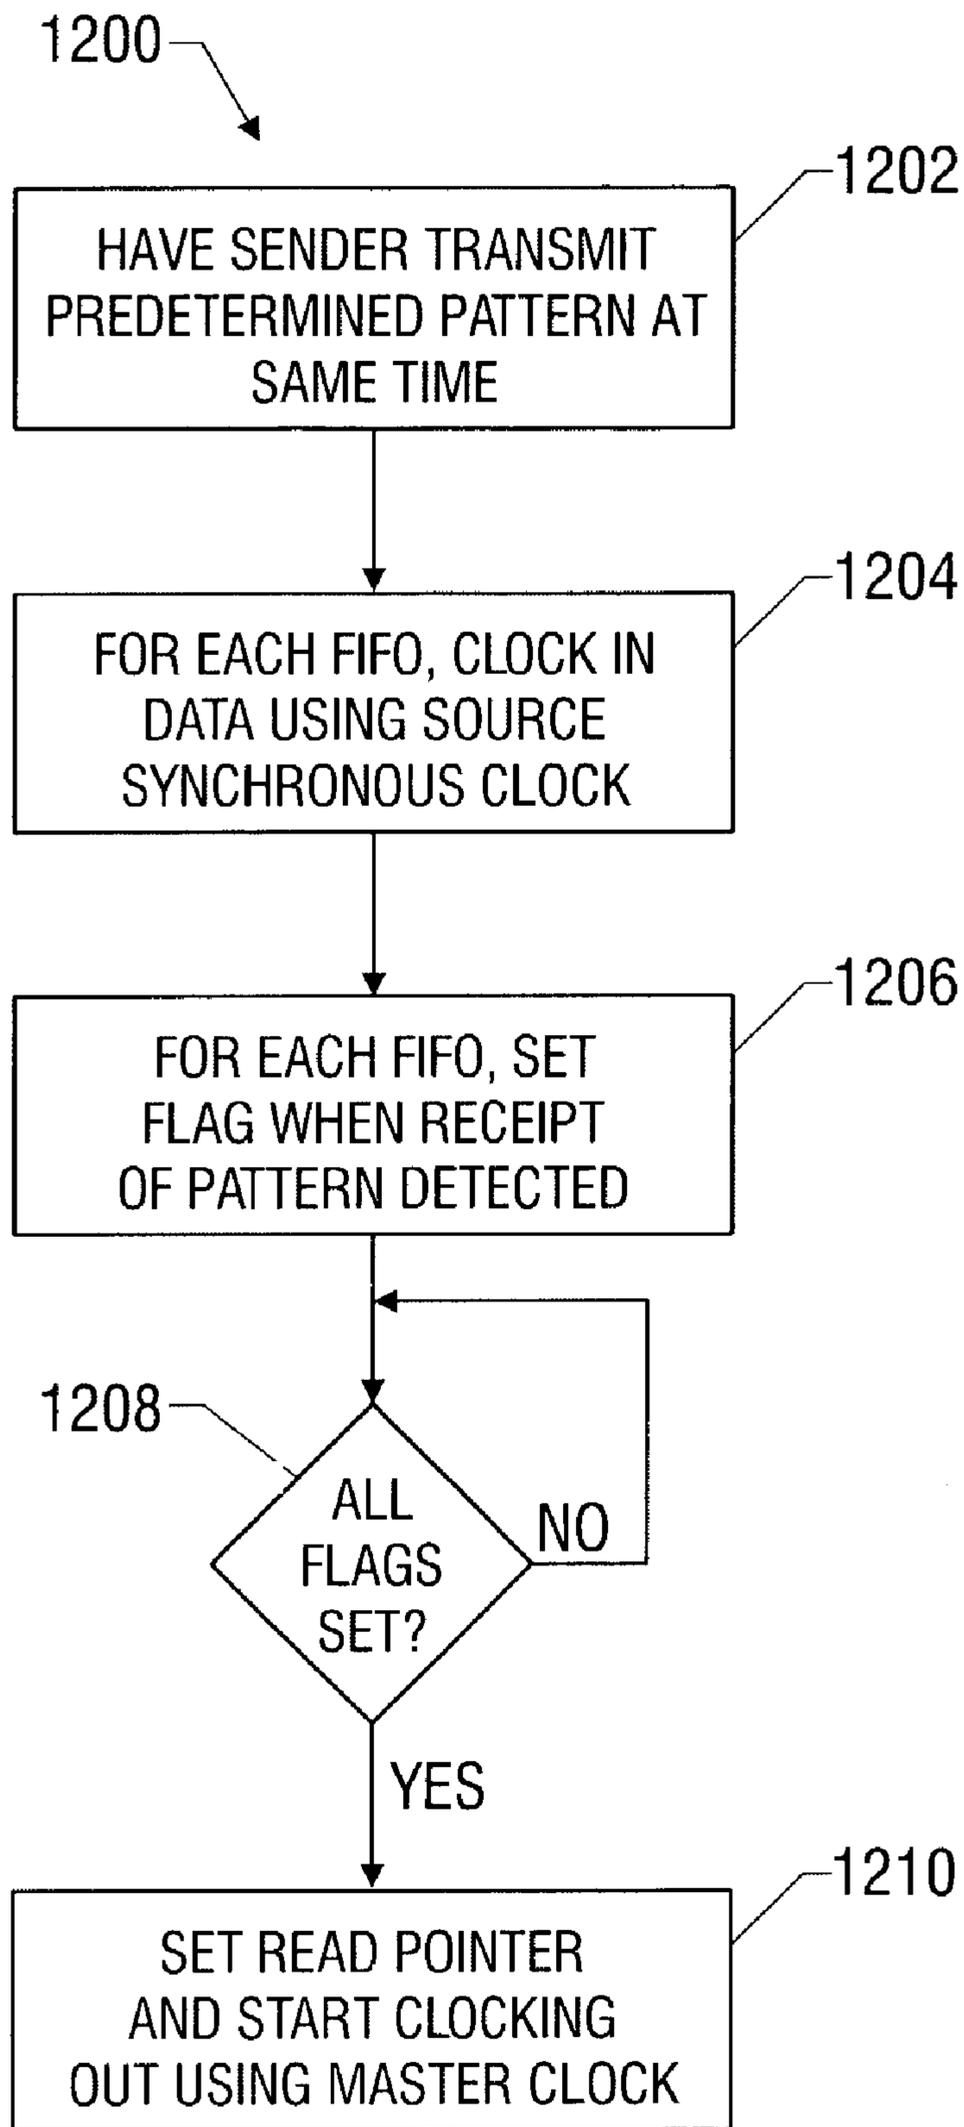 1200
1202
HAVE SENDER TRANSMIT
PREDETERMINED PATTERN AT
SAME TIME
1204
FOR EACH FIFO, CLOCK IN
DATA USING SOURCE
SYNCHRONOUS CLOCK
1206
FOR EACH FIFO, SET
FLAG WHEN RECEIPT
OF PATTERN DETECTED
1208
ALL
FLAGS
SET?
NO
YES
1210
SET READ POINTER
AND START CLOCKING
OUT USING MASTER CLOCK